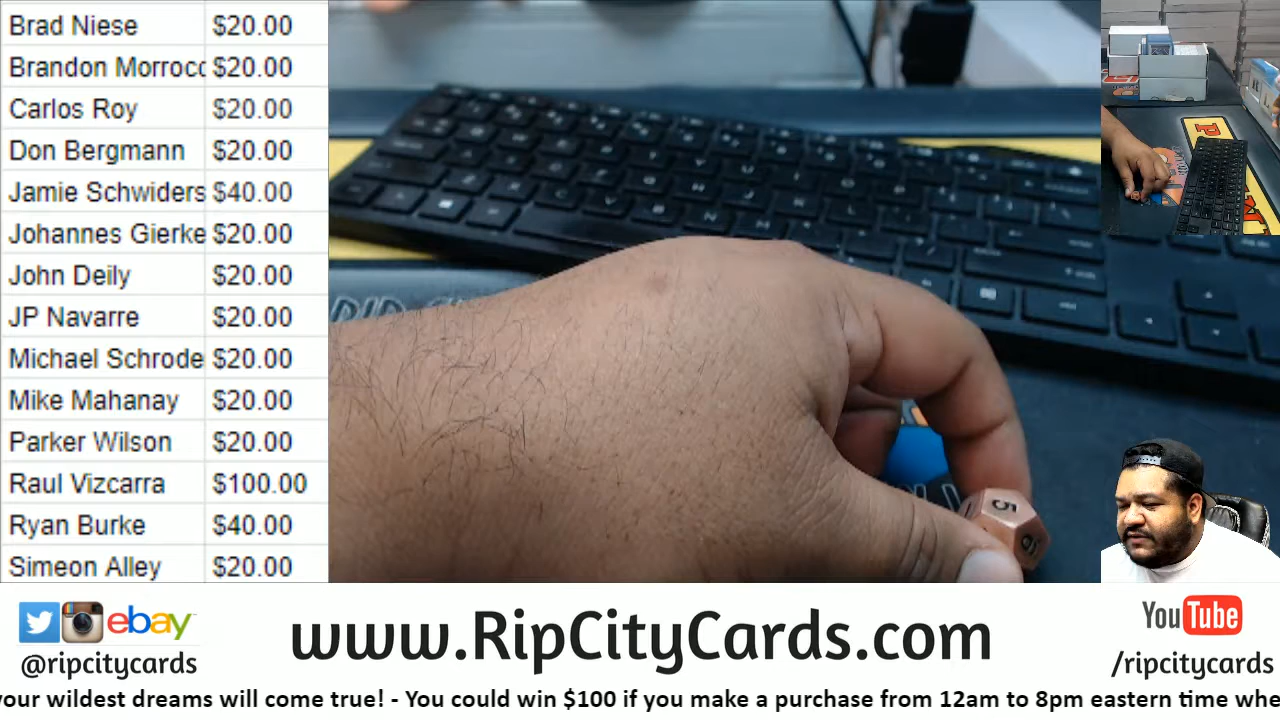 Brad Niese $20.00
Brandon Morroco $20.00
Carlos Roy $20.00
Don Bergmann $20.00
Jamie Schwiders $40.00
Johannes Gierke $20.00
John Deily $20.00
JP Navarre $20.00
Michael Schrode $20.00
Mike Mahanay $20.00
Parker Wilson $20.00
Raul Vizcarra $100.00
Ryan Burke $40.00
Simeon Alley $20.00
5
ebay
@ripcitycards
www.RipCityCards.com
YouTube
/ripcitycards
your wildest dreams will come true! - You could win $100 if you make a purchase from 12am to 8pm eastern time whe